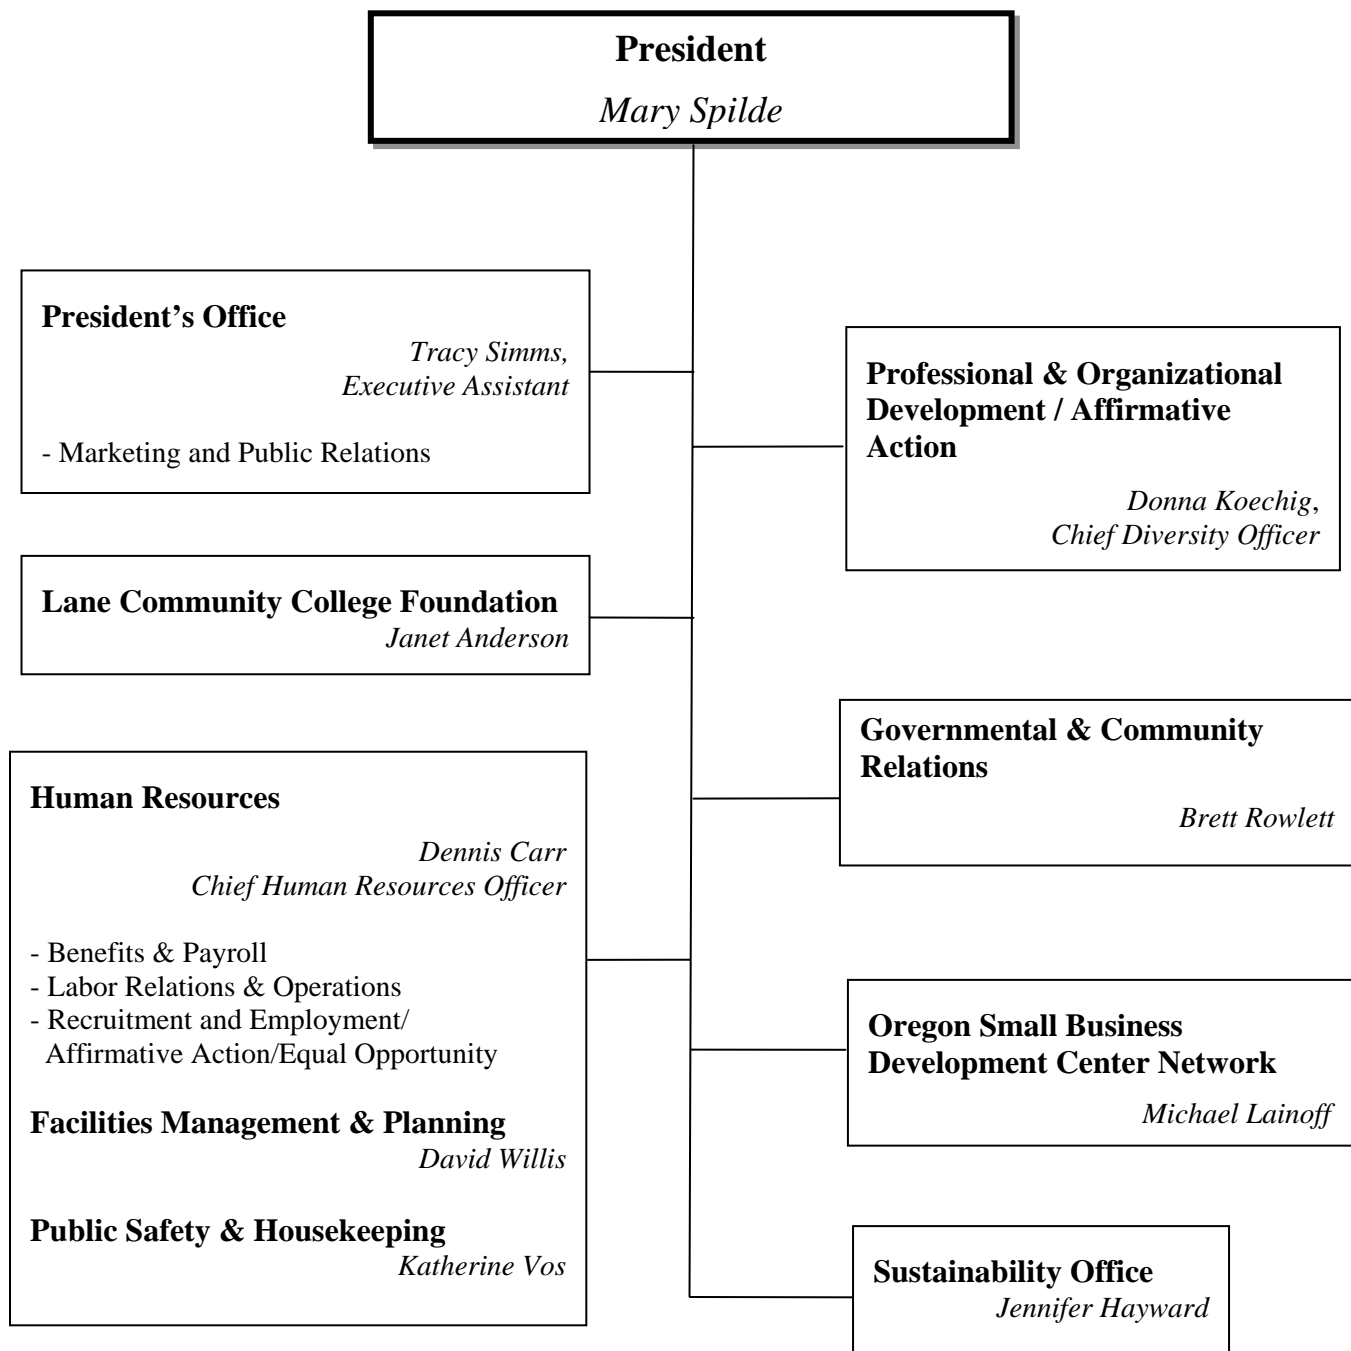 President
Mary Spilde
President’s Office
Tracy Simms,
Executive Assistant
- Marketing and Public Relations
Professional & Organizational
Development / Affirmative
Action
Donna Koechig,
Chief Diversity Officer
Lane Community College Foundation
Janet Anderson
Governmental & Community
Relations
Brett Rowlett
Human Resources
Dennis Carr
Chief Human Resources Officer
- Benefits & Payroll
- Labor Relations & Operations
- Recruitment and Employment/
Affirmative Action/Equal Opportunity
Facilities Management & Planning
David Willis
Public Safety & Housekeeping
Katherine Vos
Oregon Small Business
Development Center Network
Michael Lainoff
Sustainability Office
Jennifer Hayward